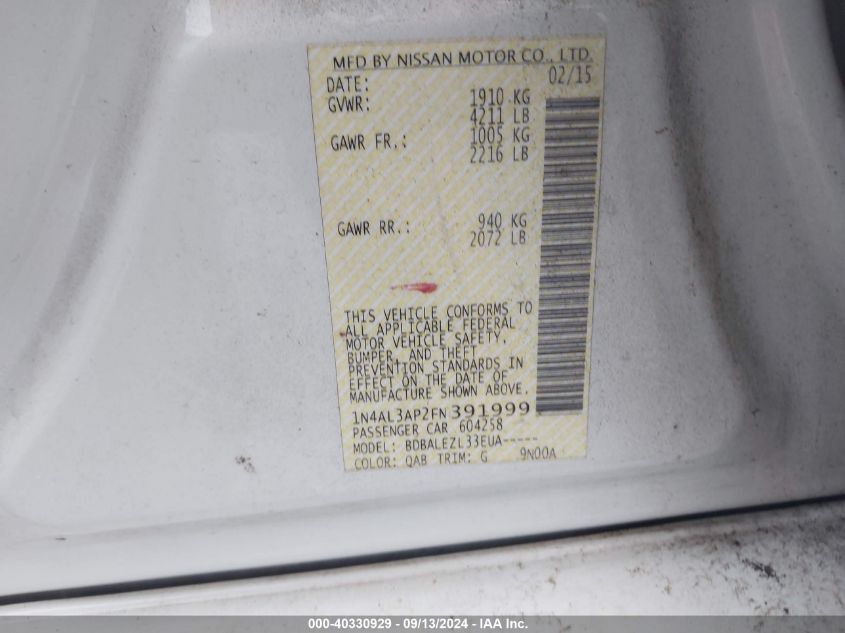 MFD BY NISSAN MOTOR CO., LTD.
DATE: 02/15
GVWR: 1910 KG
4211 LB
GAWR FR.: 1005 KG
2216 LB
GAWR RR.: 940 KG
2072 LB
THIS VEHICLE CONFORMS TO
ALL APPLICABLE FEDERAL
MOTOR VEHICLE SAFETY,
BUMPER, AND THEFT
PREVENTION STANDARDS IN
EFFECT ON THE DATE OF
MANUFACTURE SHOWN ABOVE.
1N4AL3AP2FN391999
PASSENGER CAR 604258
MODEL: BDBALEZL33EUA-----
COLOR: QAB TRIM: G 9N00A
000-40330929 - 09/13/2024 - IAA Inc.